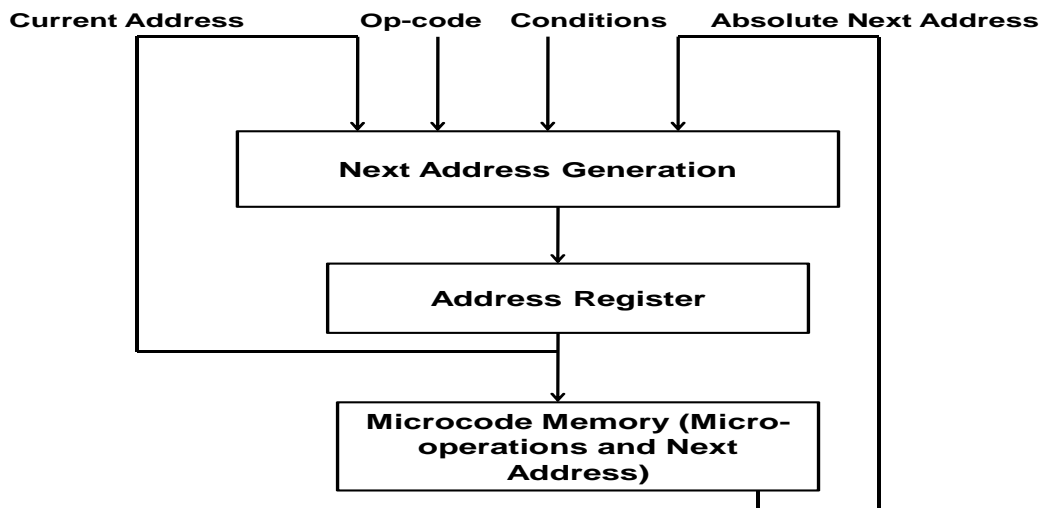 Current Address Op-code Conditions Absolute Next Address
Next Address Generation
Address Register
Microcode Memory (Micro-
operations and Next
Address)